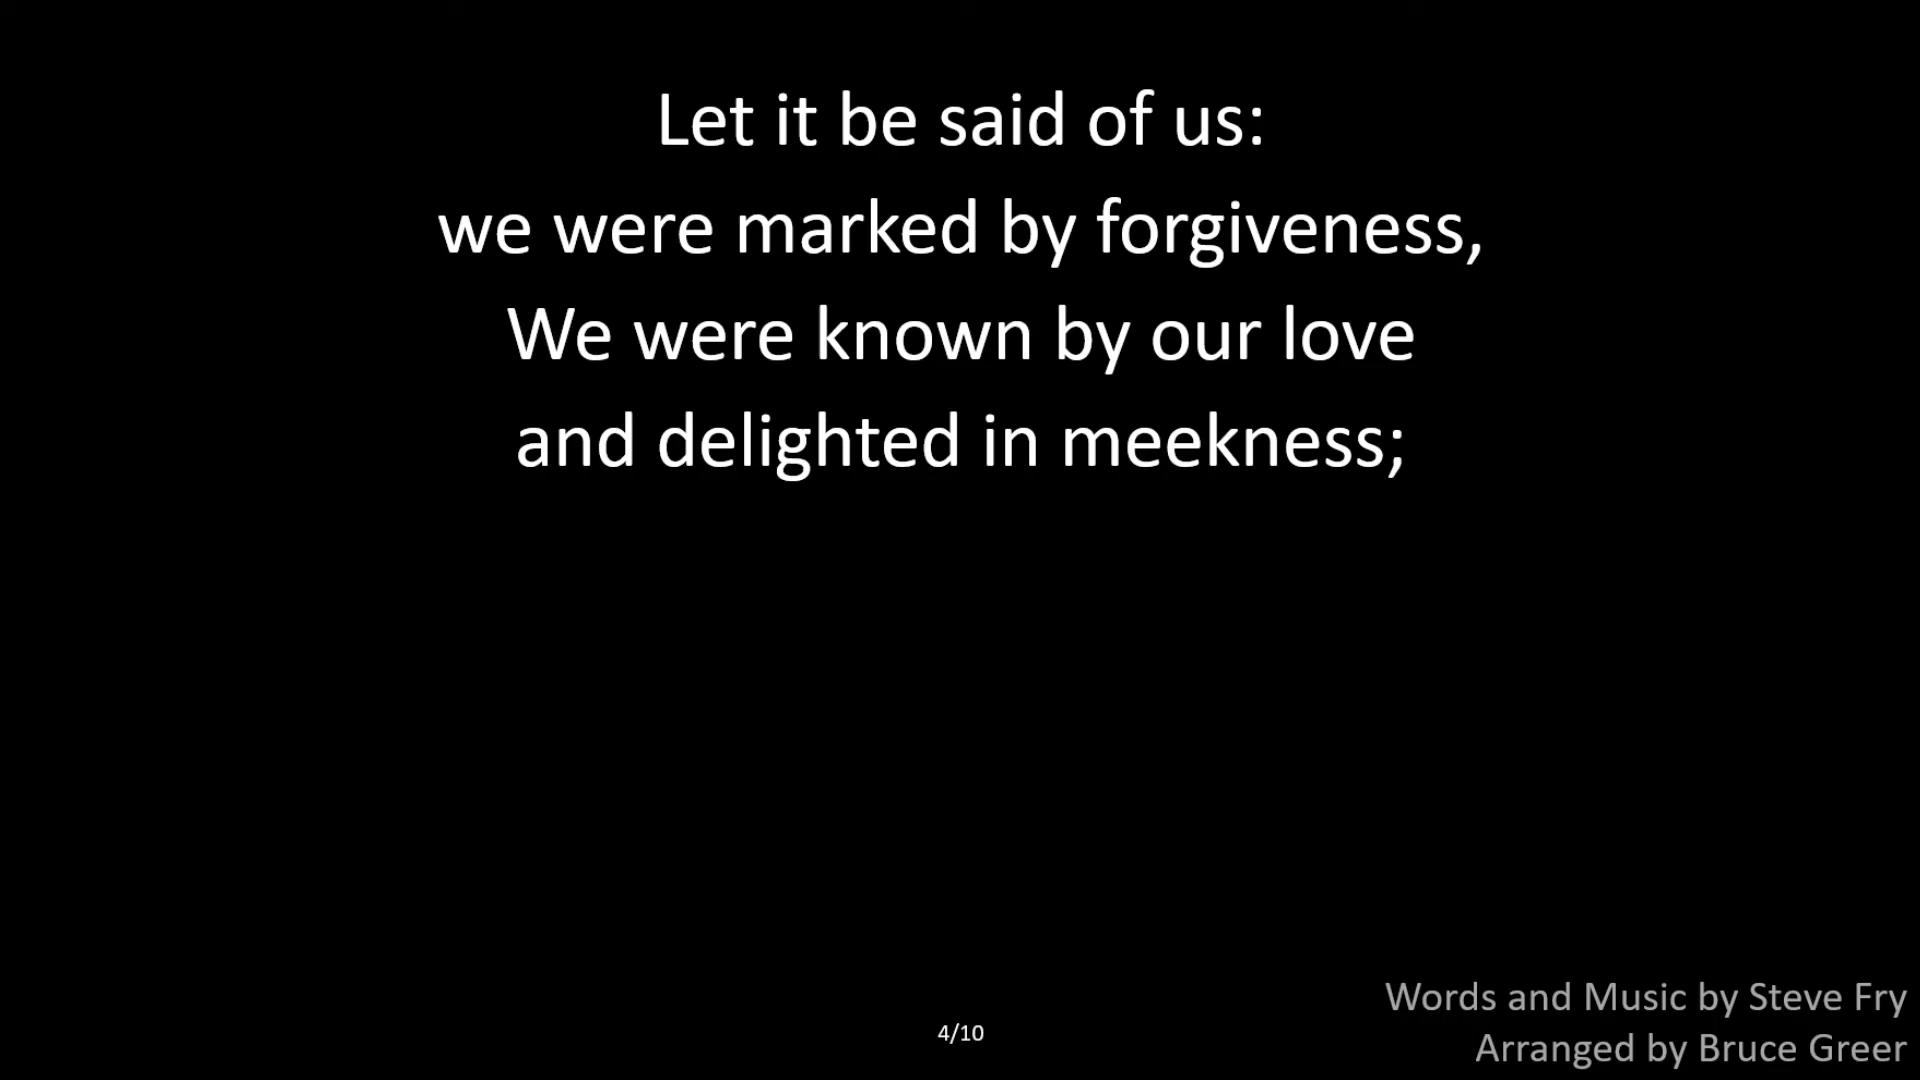 Let it be said of us:
we were marked by forgiveness,
We were known by our love
and delighted in meekness;
4/10
Words and Music by Steve Fry
Arranged by Bruce Greer